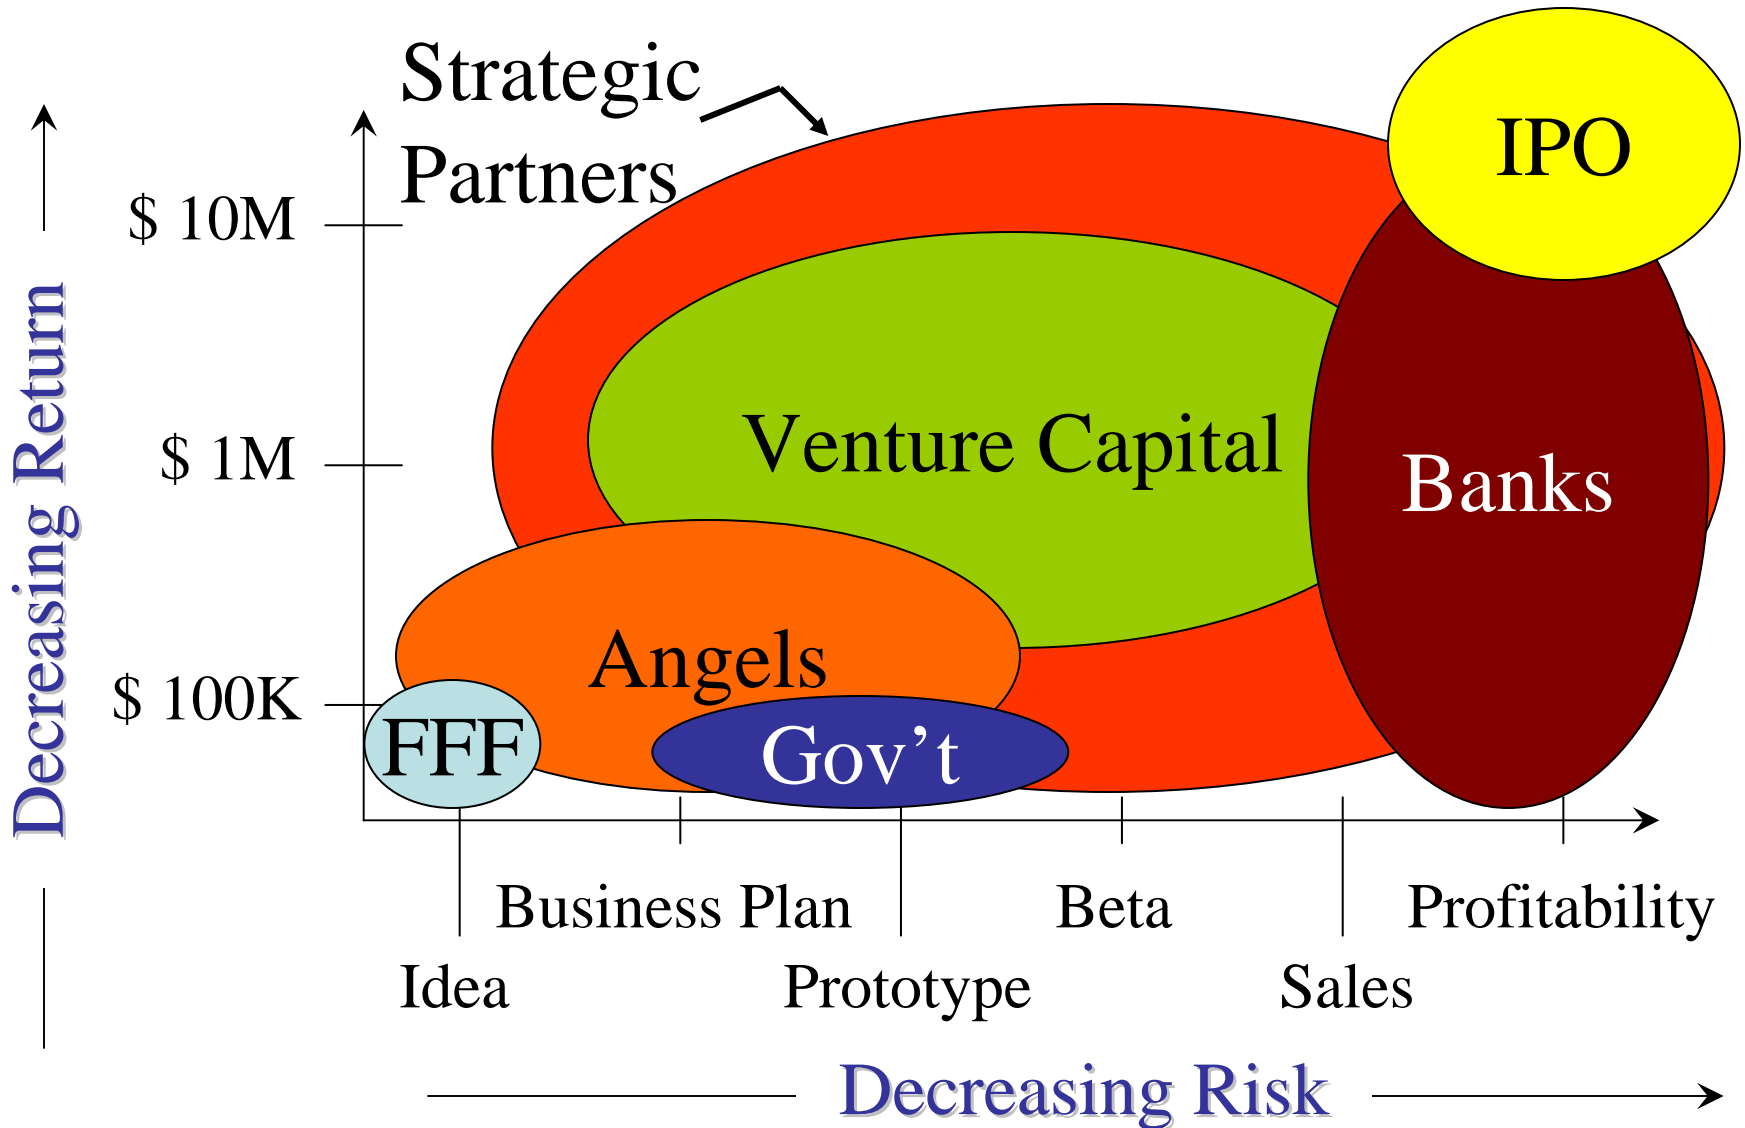 Strategic
Partners
IPO
$ 10M
Decreasing Return
Venture Capital
$ 1M
Banks
Angels
$ 100K
FFF
Gov’t
Business Plan
Beta
Profitability
Idea
Prototype
Sales
Decreasing Risk